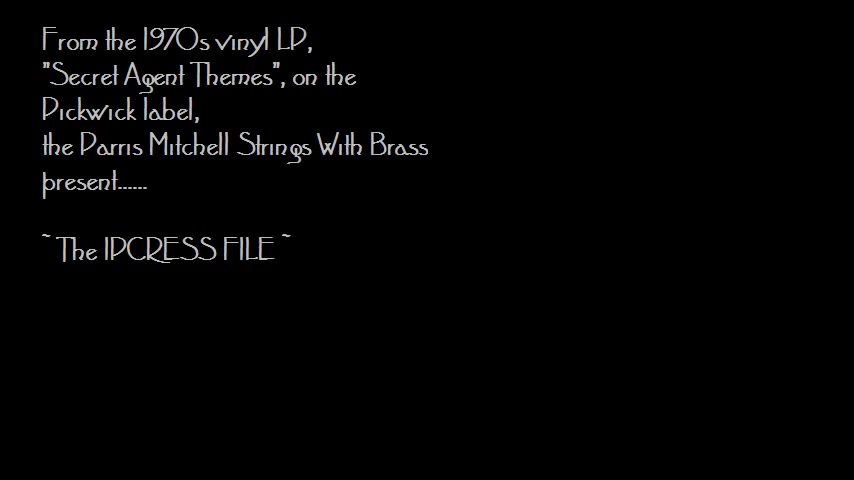 From the 1970s vinyl LP,
"Secret Agent Themes", on the
Pickwick label,
the Parris Mitchell Strings With Brass
present......
~ The IPCRESS FILE ~